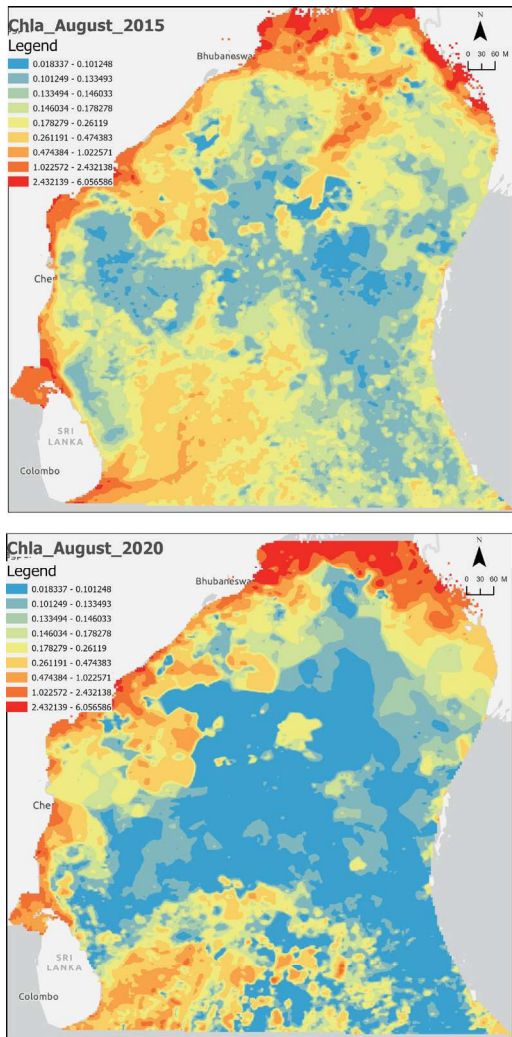 Chla_August_2015
Legend
0.018337 - 0.101248
0.101249 - 0.133493
0.133494 - 0.146033
0.146034 - 0.178278
0.178279 - 0.26119
0.261191 - 0.474383
0.474384 - 1.022571
1.022572 - 2.432138
2.432139 - 6.056586
Bhubaneswa
N
0 30 60 M
Chen
SRI
LANKA
Colombo
Chla_August_2020
Legend
0.018337 - 0.101248
0.101249 - 0.133493
0.133494 - 0.146033
0.146034 - 0.178278
0.178279 - 0.26119
0.261191 - 0.474383
0.474384 - 1.022571
1.022572 - 2.432138
2.432139 - 6.056586
Bhubaneswa
N
0 30 60 M
Chen
SRI
LANKA
Colombo